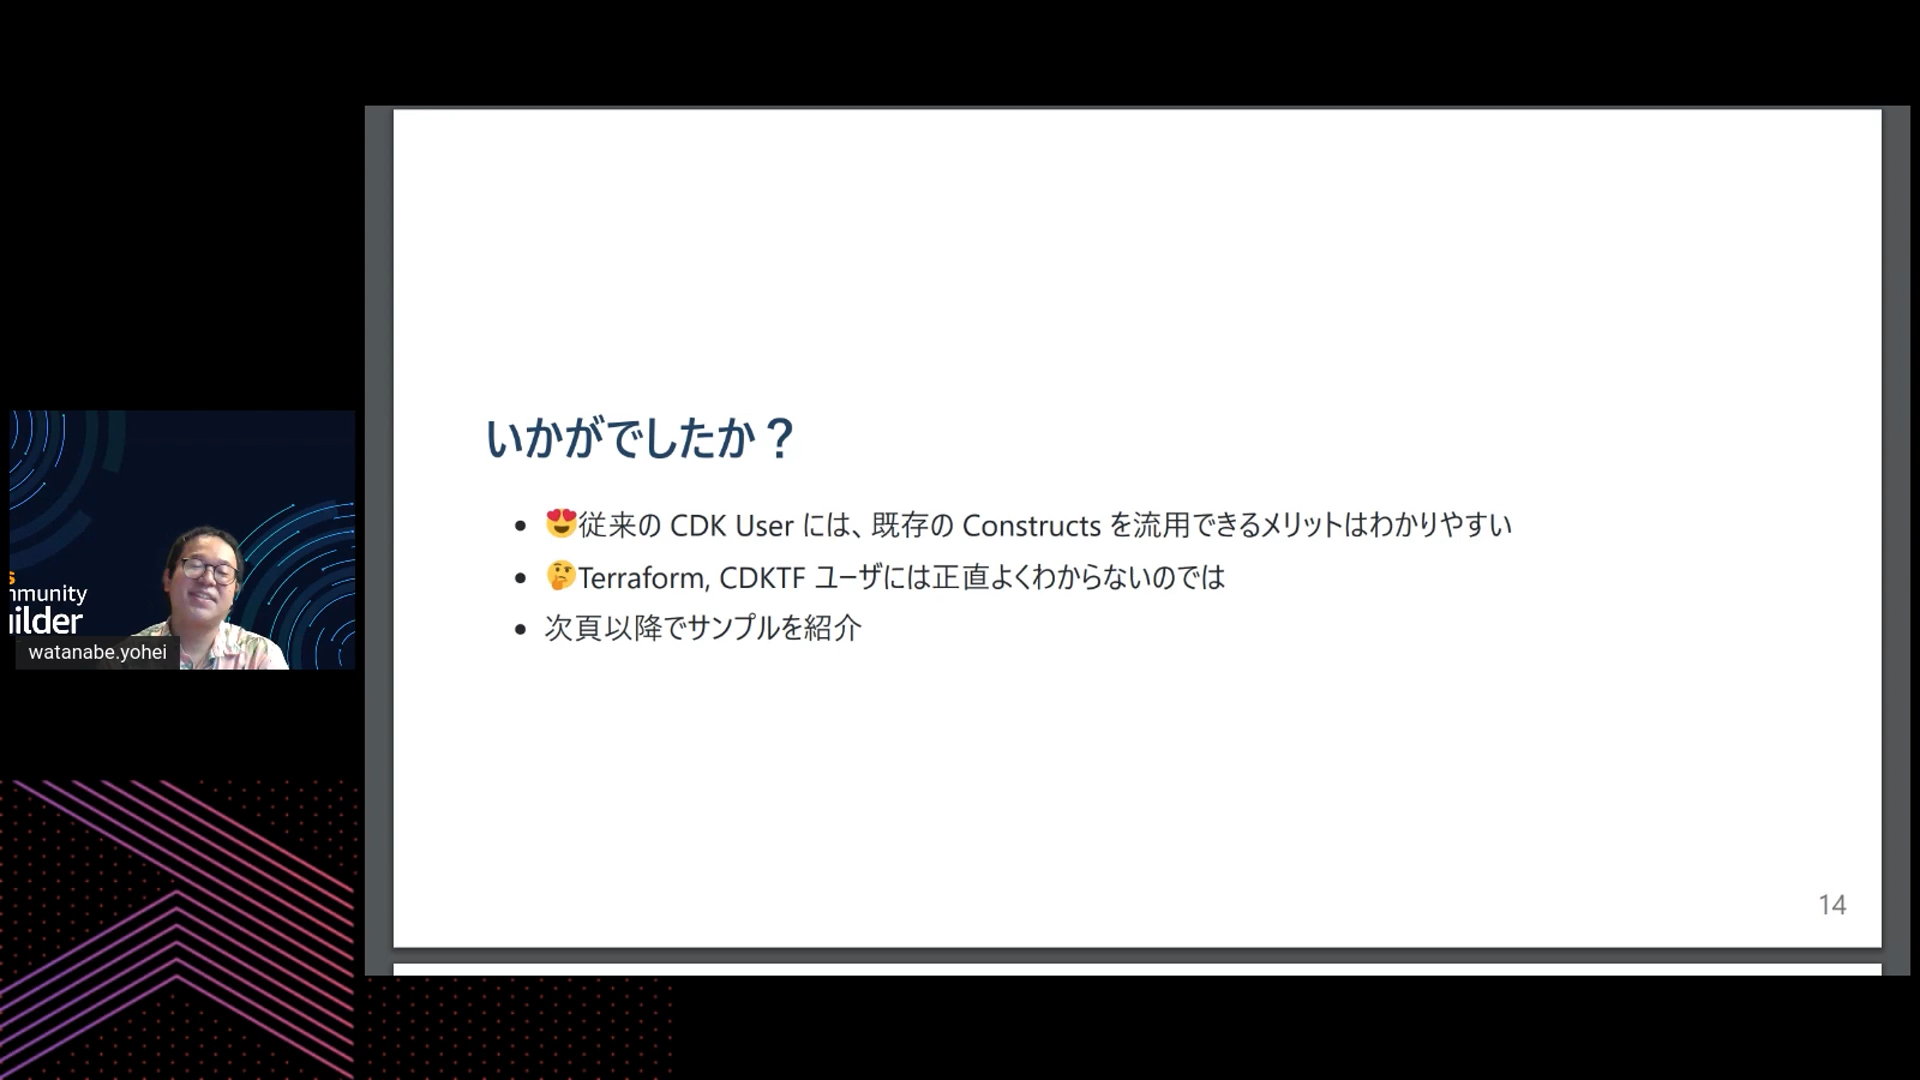 いかがでしたか？
• 😍従来の CDK User には、既存の Constructs を流用できるメリットはわかりやすい
• 🤔Terraform, CDKTF ユーザには正直よくわからないのでは
• 次頁以降でサンプルを紹介
14
mmunity
ilder
watanabe.yohei